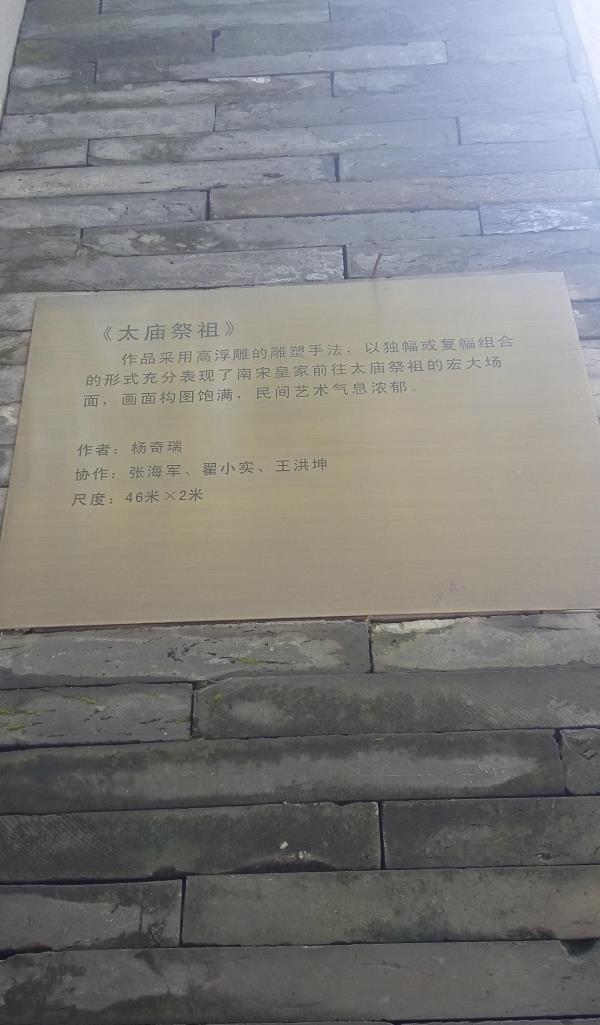 《太庙祭祖》
作品采用高浮雕的雕塑手法，以独幅或复幅组合
的形式充分表现了南宋皇家前往太庙祭祖的宏大场
面，画面构图饱满，民间艺术气息浓郁。
作者：杨奇瑞
协作：张海军、翟小实、王洪坤
尺度：46米×2米